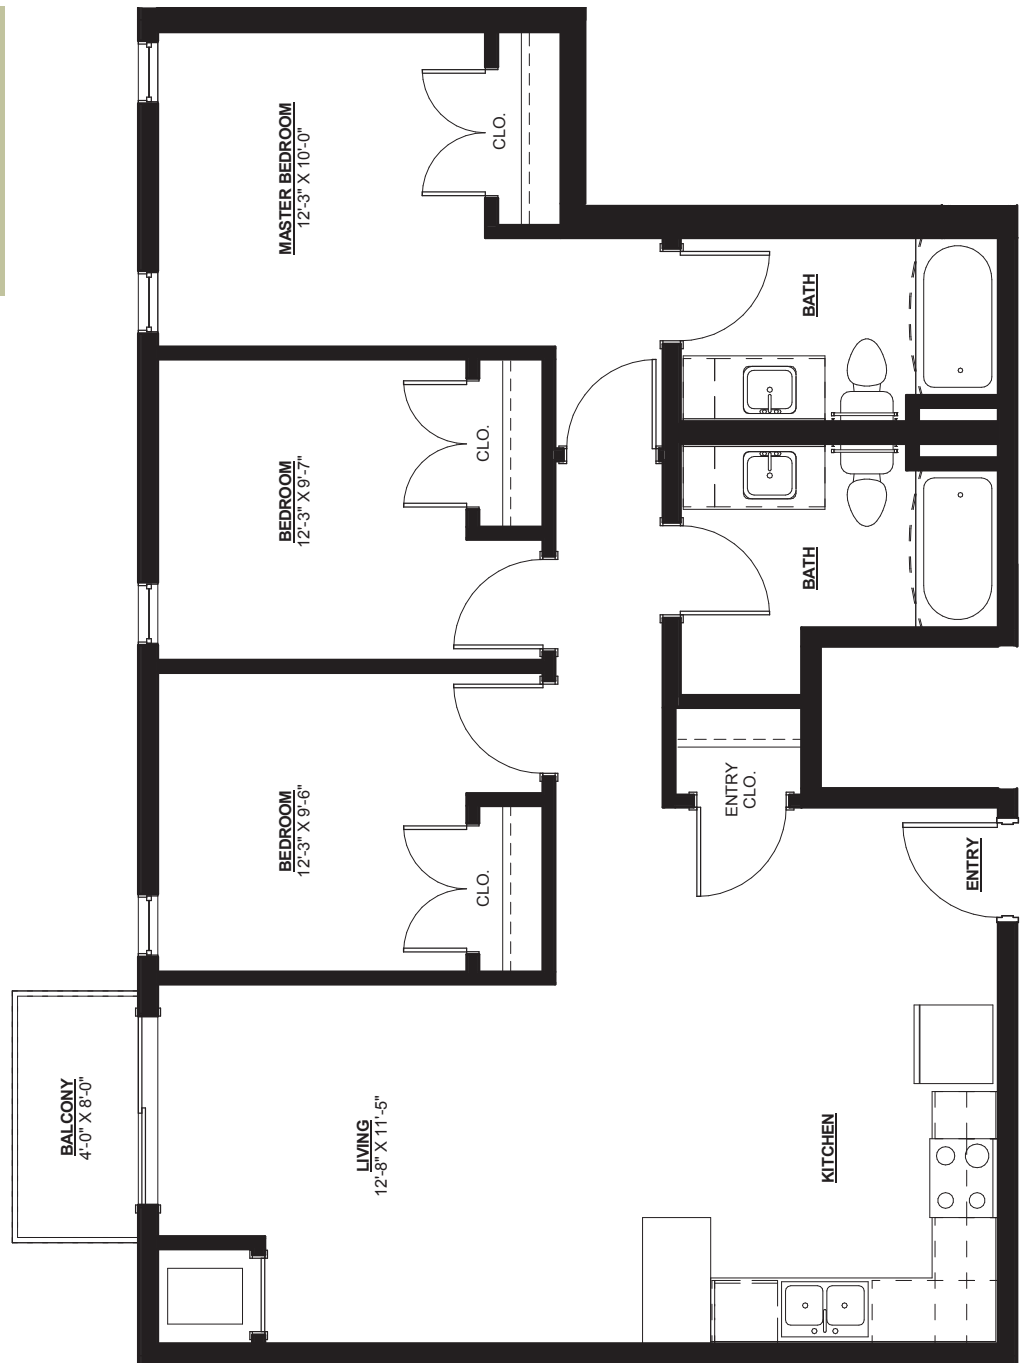 MASTER BEDROOM
12'-3" X 10'-0"
CLO.
BATH
BEDROOM
12'-3" X 9'-7"
CLO.
BATH
BEDROOM
12'-3" X 9'-6"
CLO.
ENTRY
CLO.
ENTRY
BALCONY
4'-0" X 8'-0"
LIVING
12'-8" X 11'-5"
KITCHEN